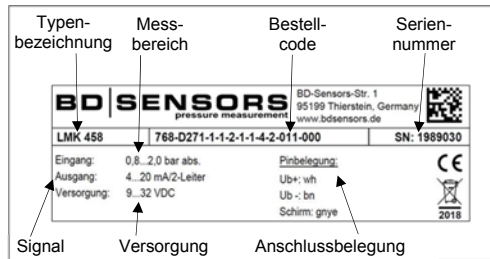 Typen-
bezeichnung
Mess-
bereich
Bestell-
code
Serien-
nummer
BD SENSORS
pressure measurement
BD-Sensors-Str. 1
95199 Thierstein, Germany
www.bdsensors.de
LMK 458 768-D271-1-1-2-1-1-4-2-011-000 SN: 1989030
Eingang: 0,8...2,0 bar abs.
Ausgang: 4...20 mA/2-Leiter
Versorgung: 9...32 VDC
Pinbelegung:
Ub+: wh
Ub -: bn
Schirm: gnye
CE
2018
Signal
Versorgung
Anschlussbelegung